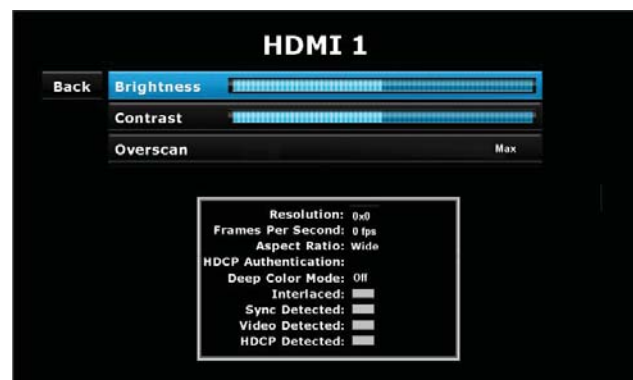 HDMI 1
Back
Brightness
Contrast
Overscan Max
Resolution: 0x0
Frames Per Second: 0 fps
Aspect Ratio: Wide
HDCP Authentication:
Deep Color Mode: Off
Interlaced:
Sync Detected:
Video Detected:
HDCP Detected: